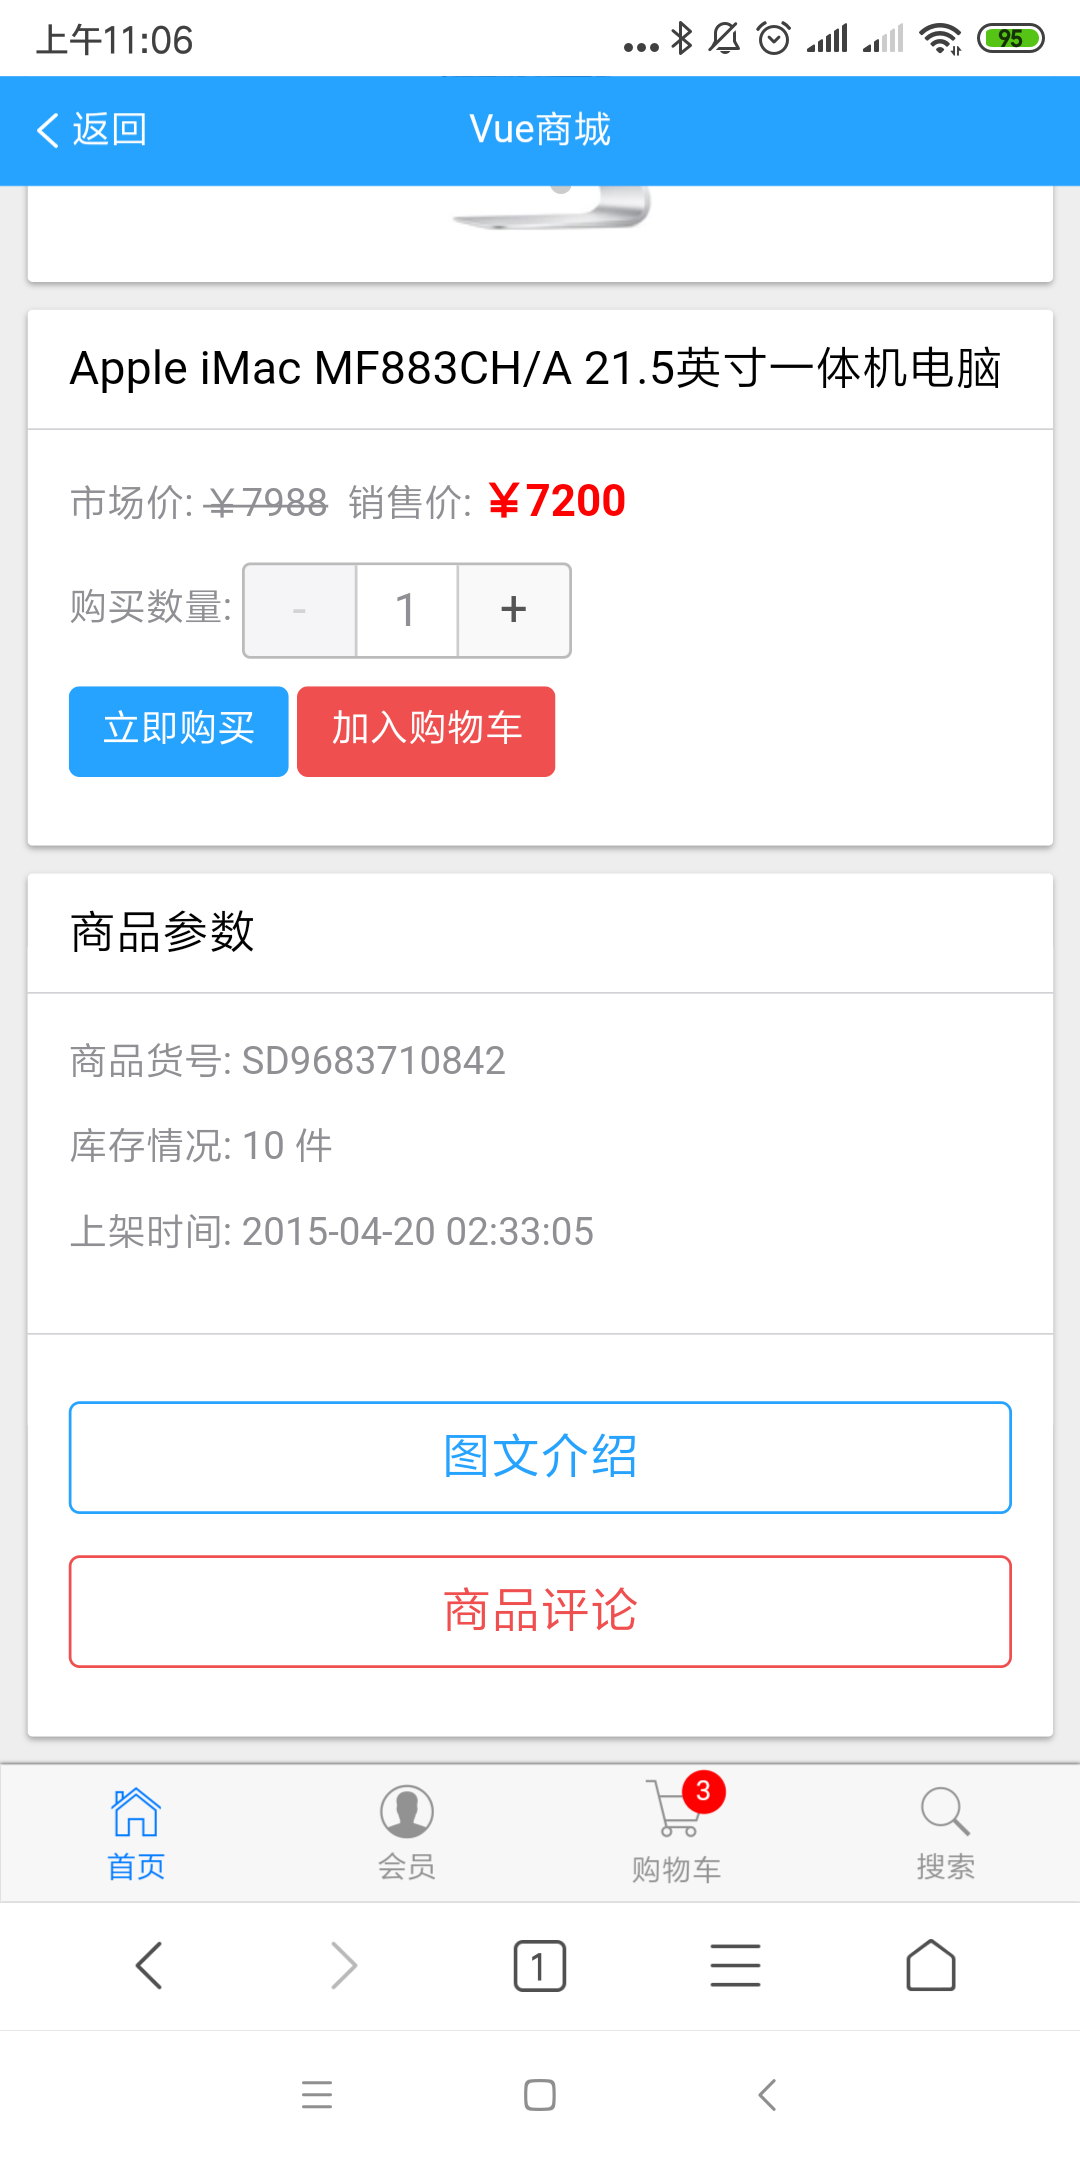 上午11:06
95
返回
Vue商城
Apple iMac MF883CH/A 21.5英寸一体机电脑
市场价: ￥7988 销售价: ￥7200
购买数量: - 1 +
立即购买 加入购物车
商品参数
商品货号: SD9683710842
库存情况: 10 件
上架时间: 2015-04-20 02:33:05
图文介绍
商品评论
3
首页 会员 购物车 搜索
1